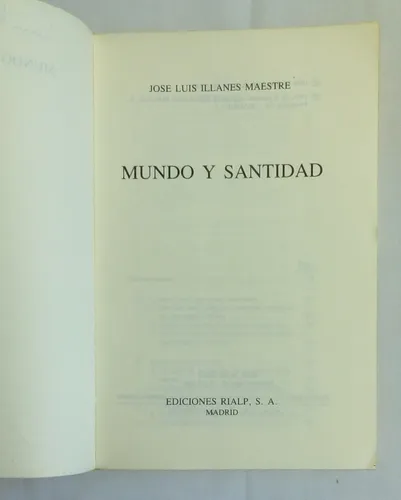 JOSE LUIS ILLANES MAESTRE
MUNDO Y SANTIDAD
EDICIONES RIALP, S. A.
MADRID